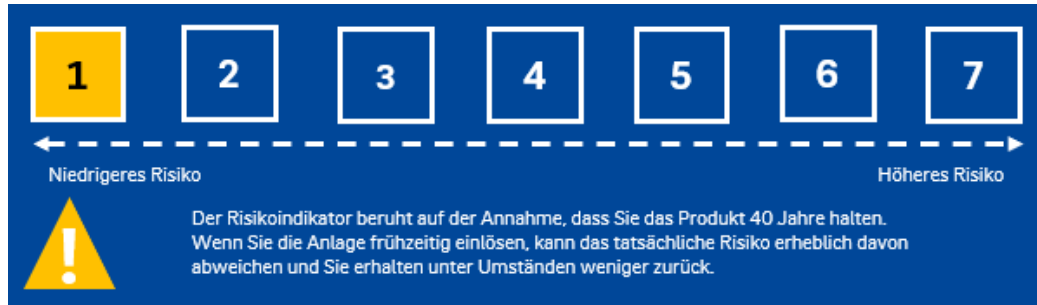 1 2 3 4 5 6 7
Niedrigeres Risiko Höheres Risiko
Der Risikoindikator beruht auf der Annahme, dass Sie das Produkt 40 Jahre halten.
Wenn Sie die Anlage frühzeitig einlösen, kann das tatsächliche Risiko erheblich davon
abweichen und Sie erhalten unter Umständen weniger zurück.